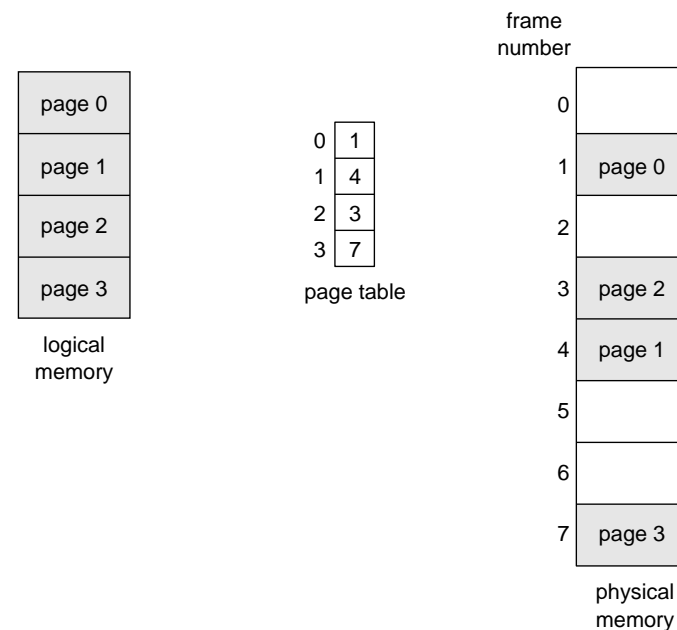 page 0
page 1
page 2
page 3
logical
memory
0 1
1 4
2 3
3 7
page table
frame
number
0
1 page 0
2
3 page 2
4 page 1
5
6
7 page 3
physical
memory